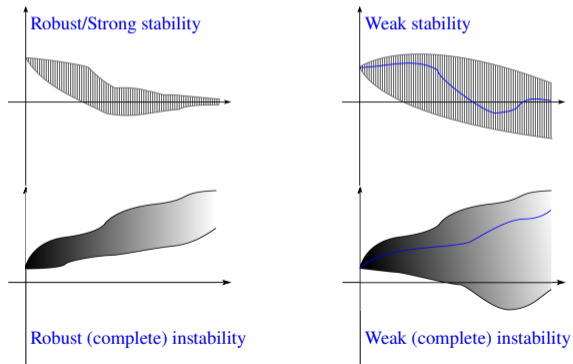 Robust/Strong stability
Weak stability
Robust (complete) instability
Weak (complete) instability